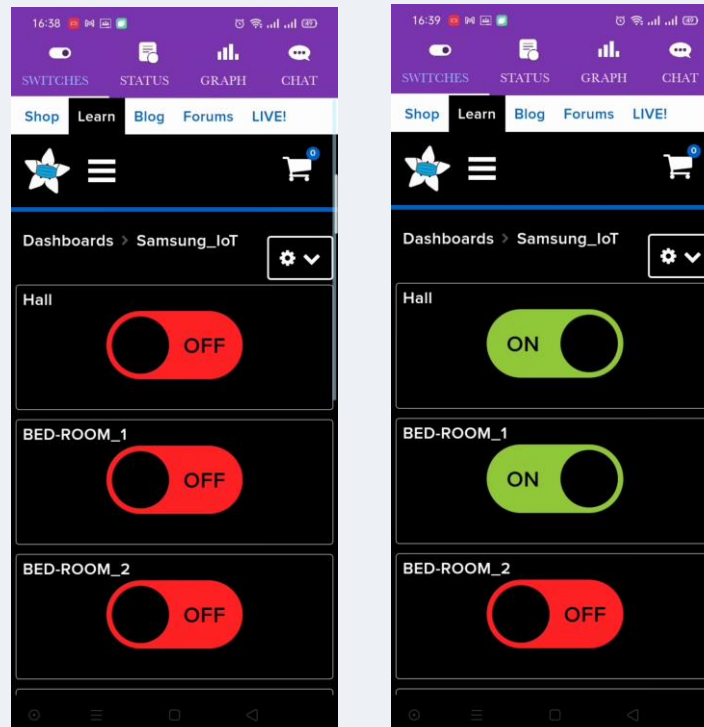 16:38
SWITCHES STATUS GRAPH CHAT
Shop Learn Blog Forums LIVE!
0
Dashboards > Samsung_IoT
Hall
OFF
BED-ROOM_1
OFF
BED-ROOM_2
OFF
16:39
SWITCHES STATUS GRAPH CHAT
Shop Learn Blog Forums LIVE!
0
Dashboards > Samsung_IoT
Hall
ON
BED-ROOM_1
ON
BED-ROOM_2
OFF